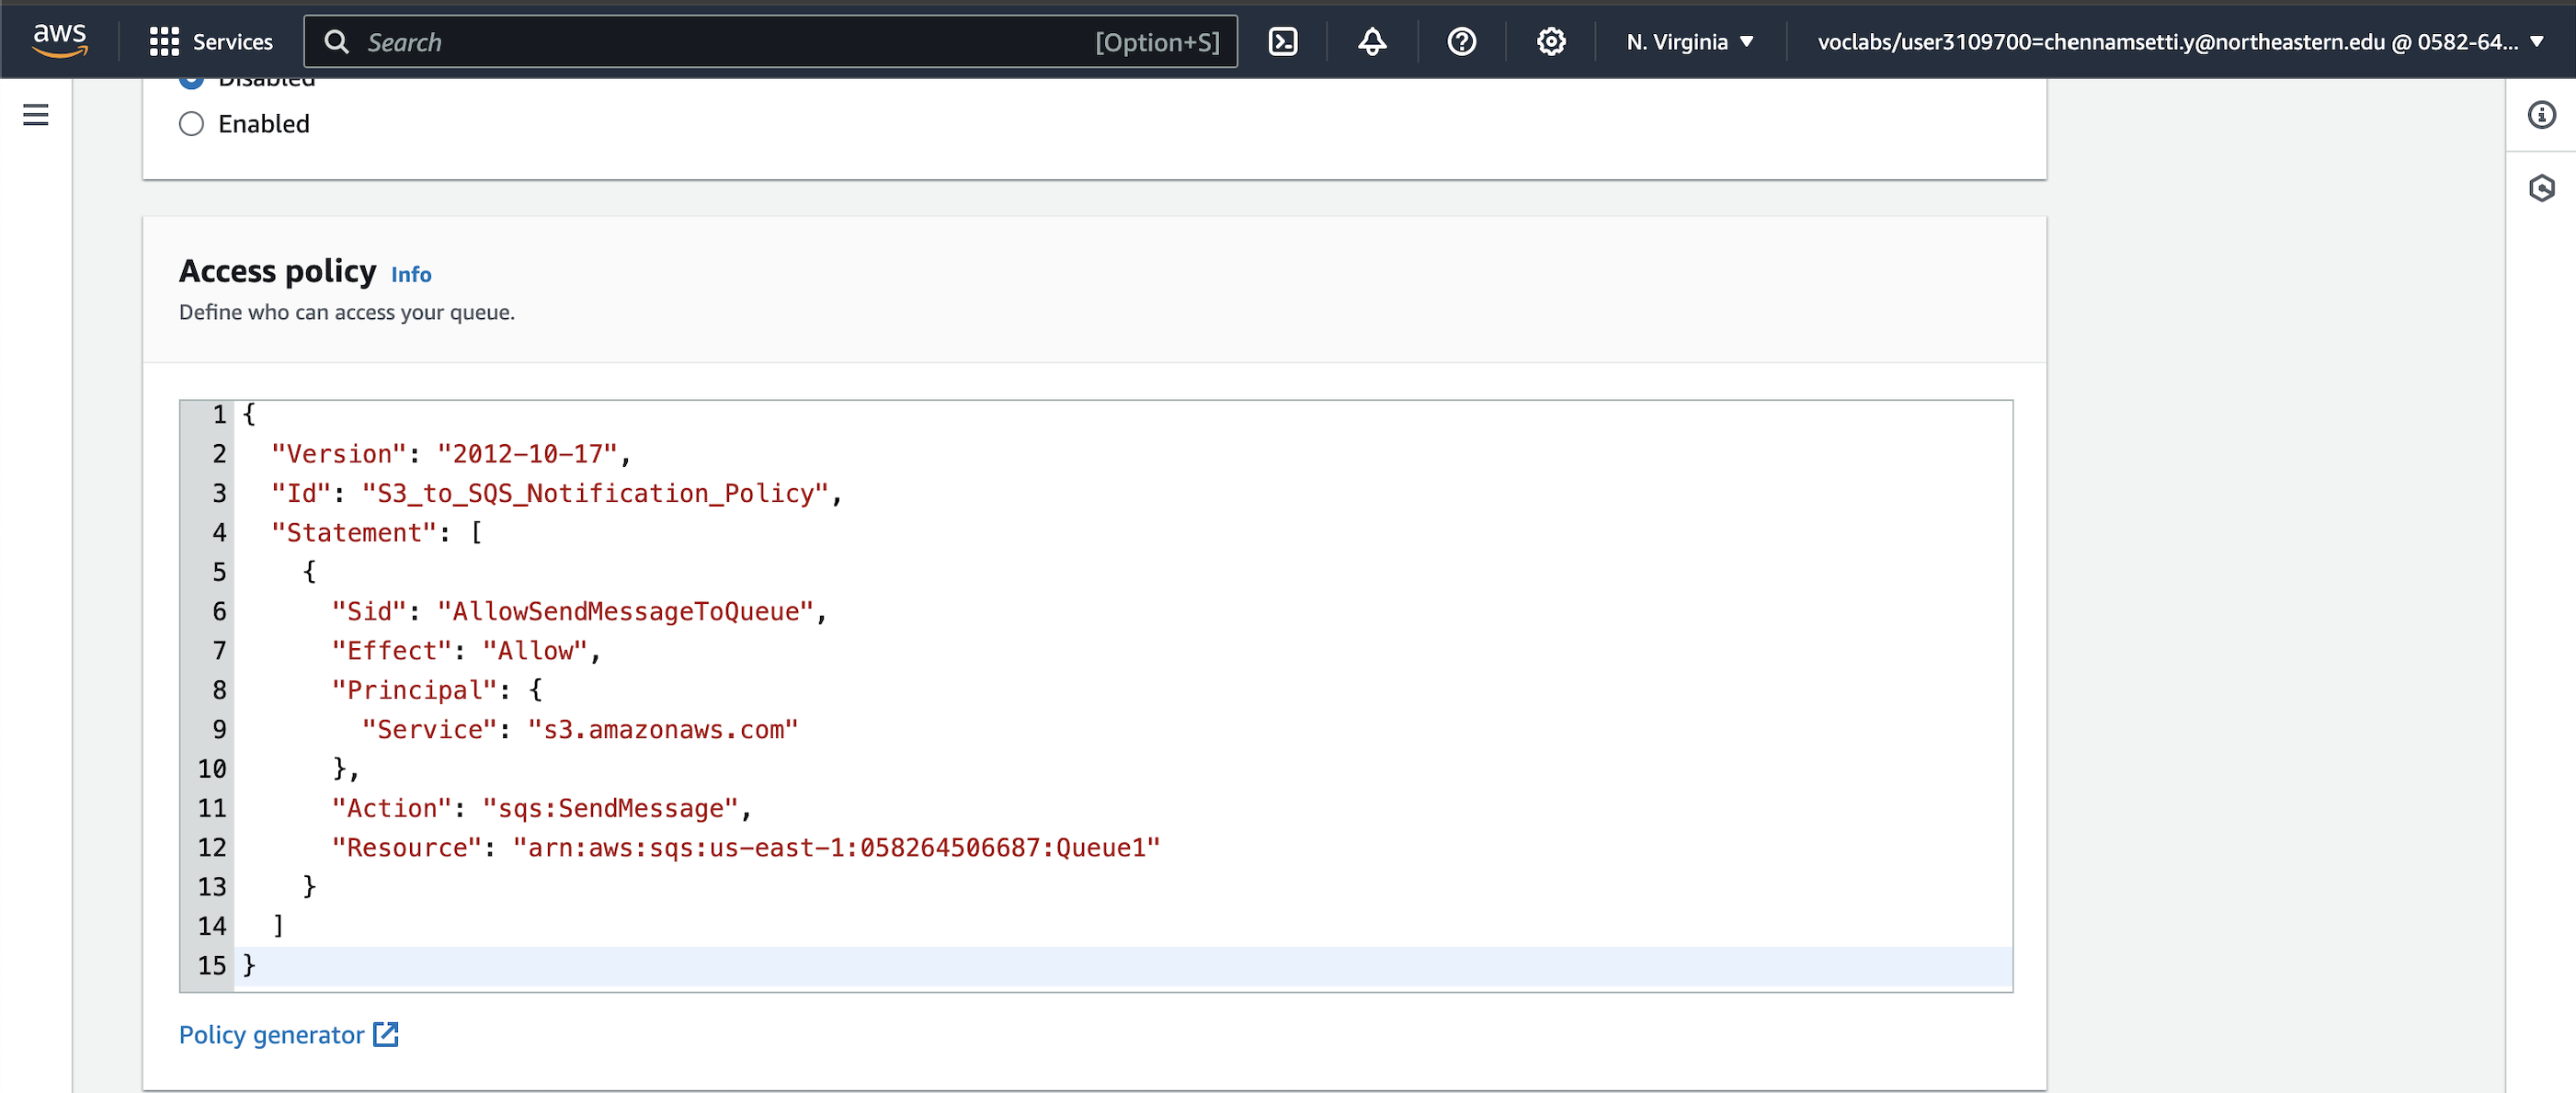 aws Services Search [Option+S] N. Virginia voclabs/user3109700=chennamsetti.y@northeastern.edu @ 0582-64...
Disabled
Enabled
Access policy Info
Define who can access your queue.
1 {
2   "Version": "2012-10-17",
3   "Id": "S3_to_SQS_Notification_Policy",
4   "Statement": [
5     {
6       "Sid": "AllowSendMessageToQueue",
7       "Effect": "Allow",
8       "Principal": {
9         "Service": "s3.amazonaws.com"
10       },
11       "Action": "sqs:SendMessage",
12       "Resource": "arn:aws:sqs:us-east-1:058264506687:Queue1"
13     }
14   ]
15 }
Policy generator